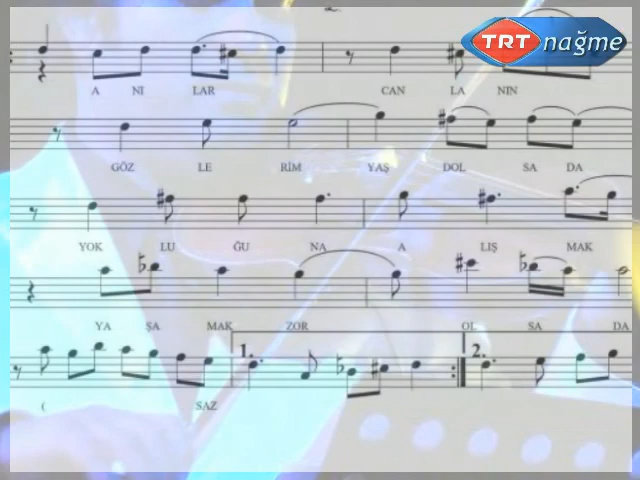 TRT nağme
A NI LAR CAN LA NIN
GÖZ LE RİM YAŞ DOL SA DA
YOK LU ĞU NA A LIŞ MAK
YA ŞA MAK ZOR OL SA DA
1. 2.
( SAZ